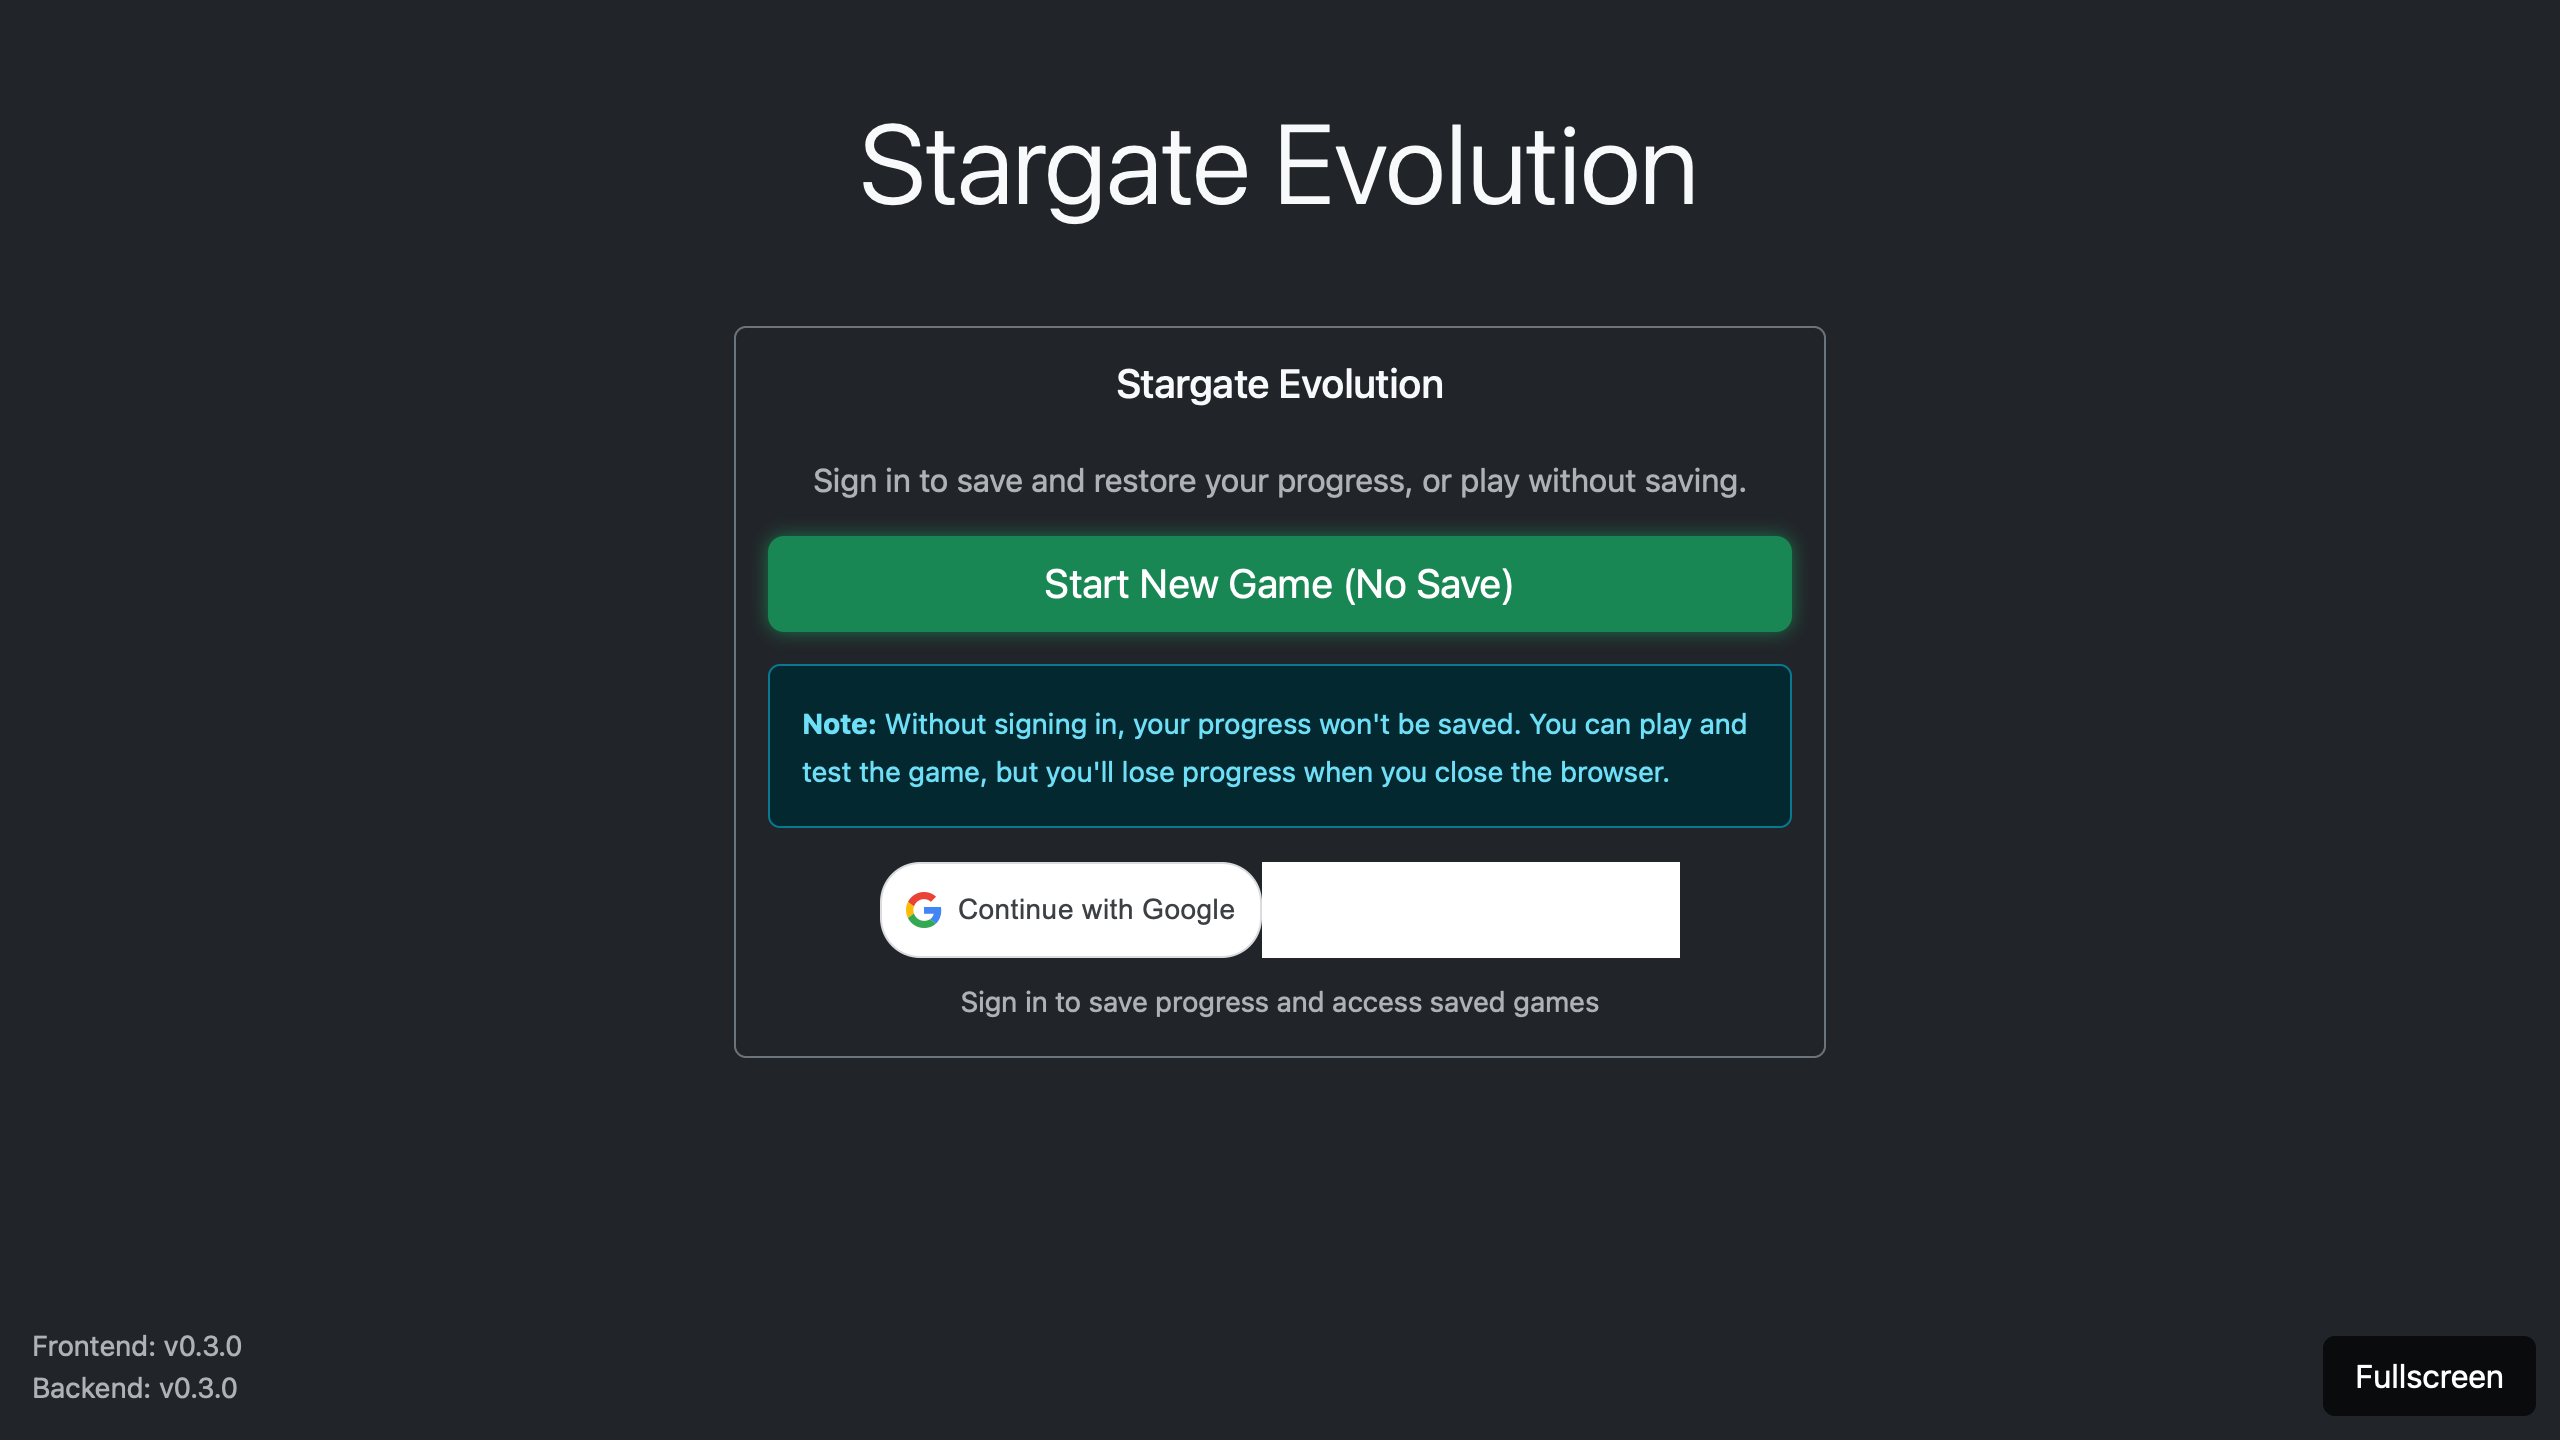 Stargate Evolution
Stargate Evolution
Sign in to save and restore your progress, or play without saving.
Start New Game (No Save)
Note: Without signing in, your progress won't be saved. You can play and
test the game, but you'll lose progress when you close the browser.
Continue with Google
Sign in to save progress and access saved games
Frontend: v0.3.0
Backend: v0.3.0
Fullscreen